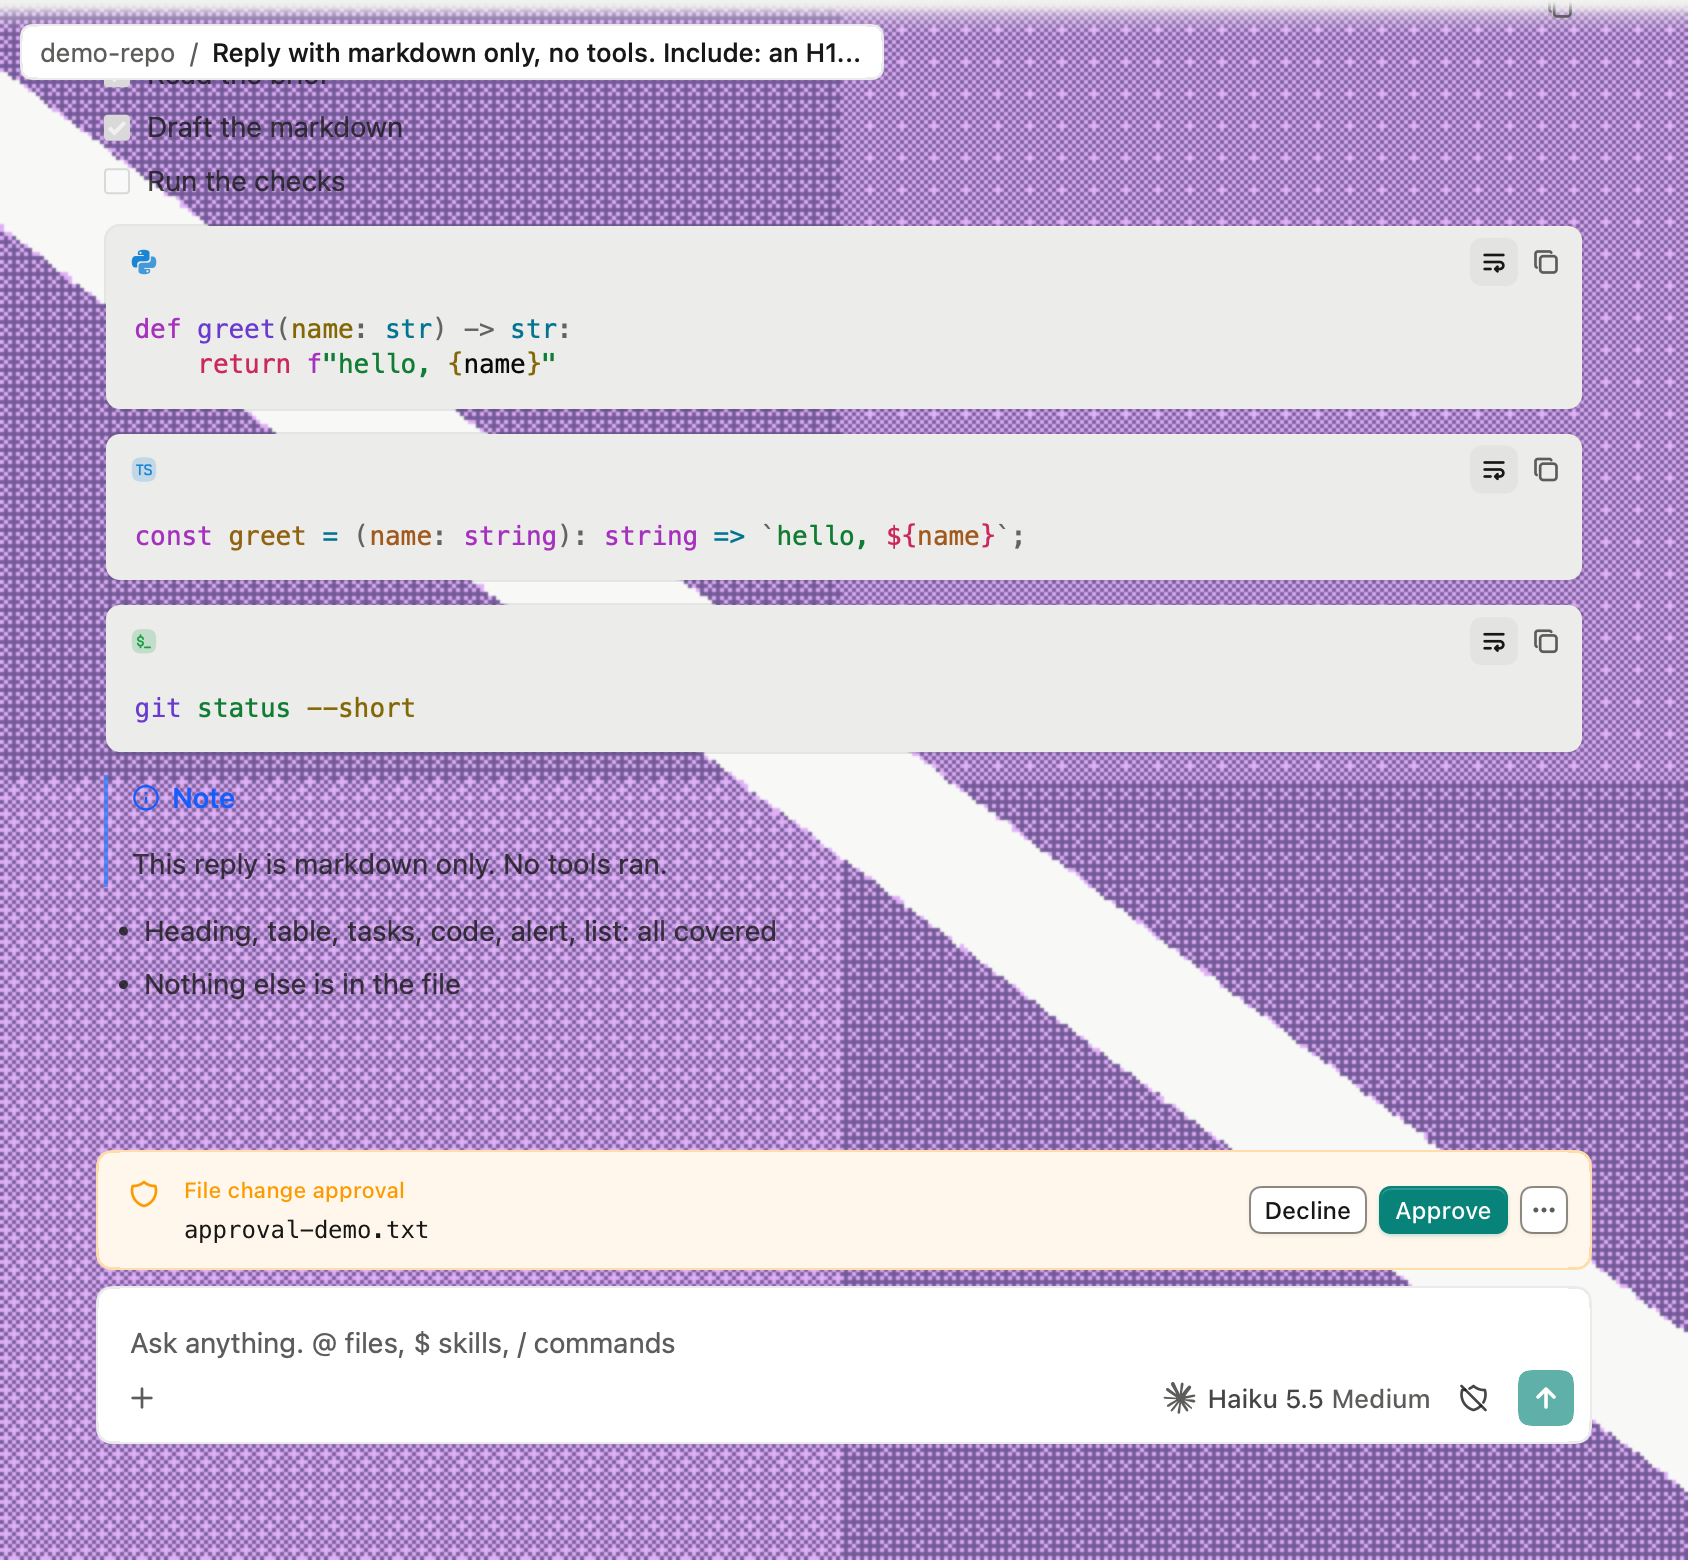 demo-repo / Reply with markdown only, no tools. Include: an H1...
Read the brief
Draft the markdown
Run the checks
def greet(name: str) -> str:
    return f"hello, {name}"
TS
const greet = (name: string): string => `hello, ${name}`;
$_
git status --short
Note
This reply is markdown only. No tools ran.
• Heading, table, tasks, code, alert, list: all covered
• Nothing else is in the file
File change approval
approval-demo.txt
Decline
Approve
Ask anything. @ files, $ skills, / commands
Haiku 5.5 Medium